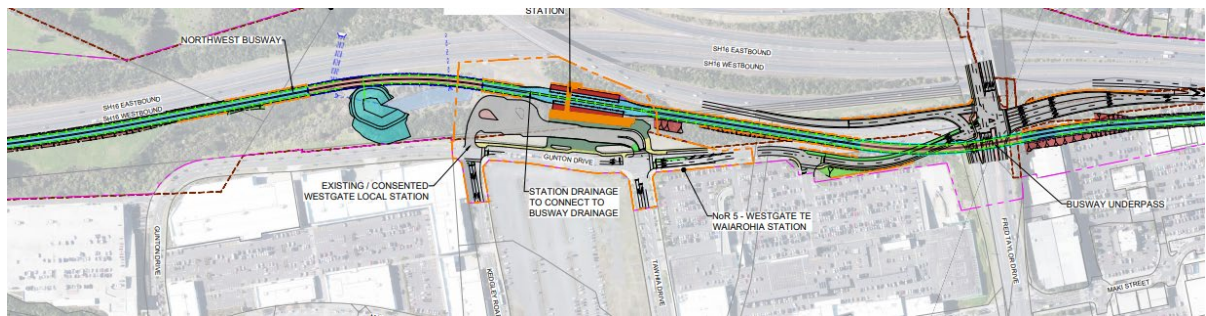 STATION
NORTHWEST BUSWAY
SH16 EASTBOUND
SH16 WESTBOUND
SH16 EASTBOUND
SH16 WESTBOUND
GUNTON DRIVE
EXISTING / CONSENTED
WESTGATE LOCAL STATION
STATION DRAINAGE
TO CONNECT TO
BUSWAY DRAINAGE
NoR 5 - WESTGATE TE
WAIAROHIA STATION
BUSWAY UNDERPASS
GUNTON DRIVE
KEDGLEY ROAD
TAWHIA DRIVE
FRED TAYLOR DRIVE
MAKI STREET